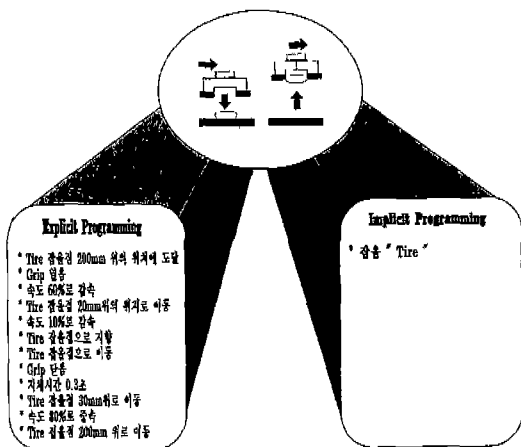 Explicit Programming
* Tire 잡을점 200mm 위의 위치에 도달
* Grip 열음
* 속도 60%로 감속
* Tire 잡을점 20mm위의 위치로 이동
* 속도 10%로 감속
* Tire 잡음점으로 지향
* Tire 잡음점으로 이동
* Grip 닫음
* 지체시간 0.3초
* Tire 잡을점 30mm위로 이동
* 속도 80%로 증속
* Tire 잡을점 200mm 위로 이동
Implicit Programming
* 잡음 " Tire "